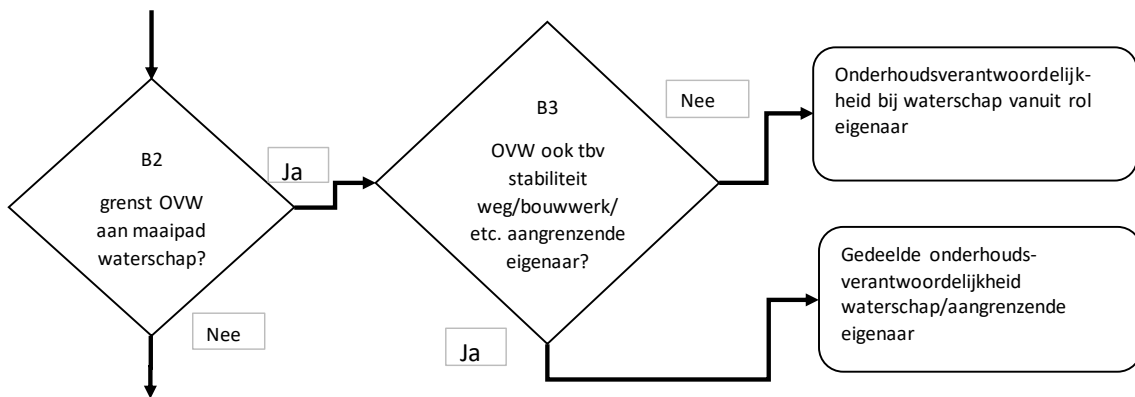 B2
grenst OVW
aan maaipad
waterschap?
Ja
Nee
B3
OVW ook tbv
stabiliteit
weg/bouwwerk/
etc. aangrenzende
eigenaar?
Nee
Ja
Onderhoudsverantwoordelijk-
heid bij waterschap vanuit rol
eigenaar
Gedeelde onderhouds-
verantwoordelijkheid
waterschap/aangrenzende
eigenaar